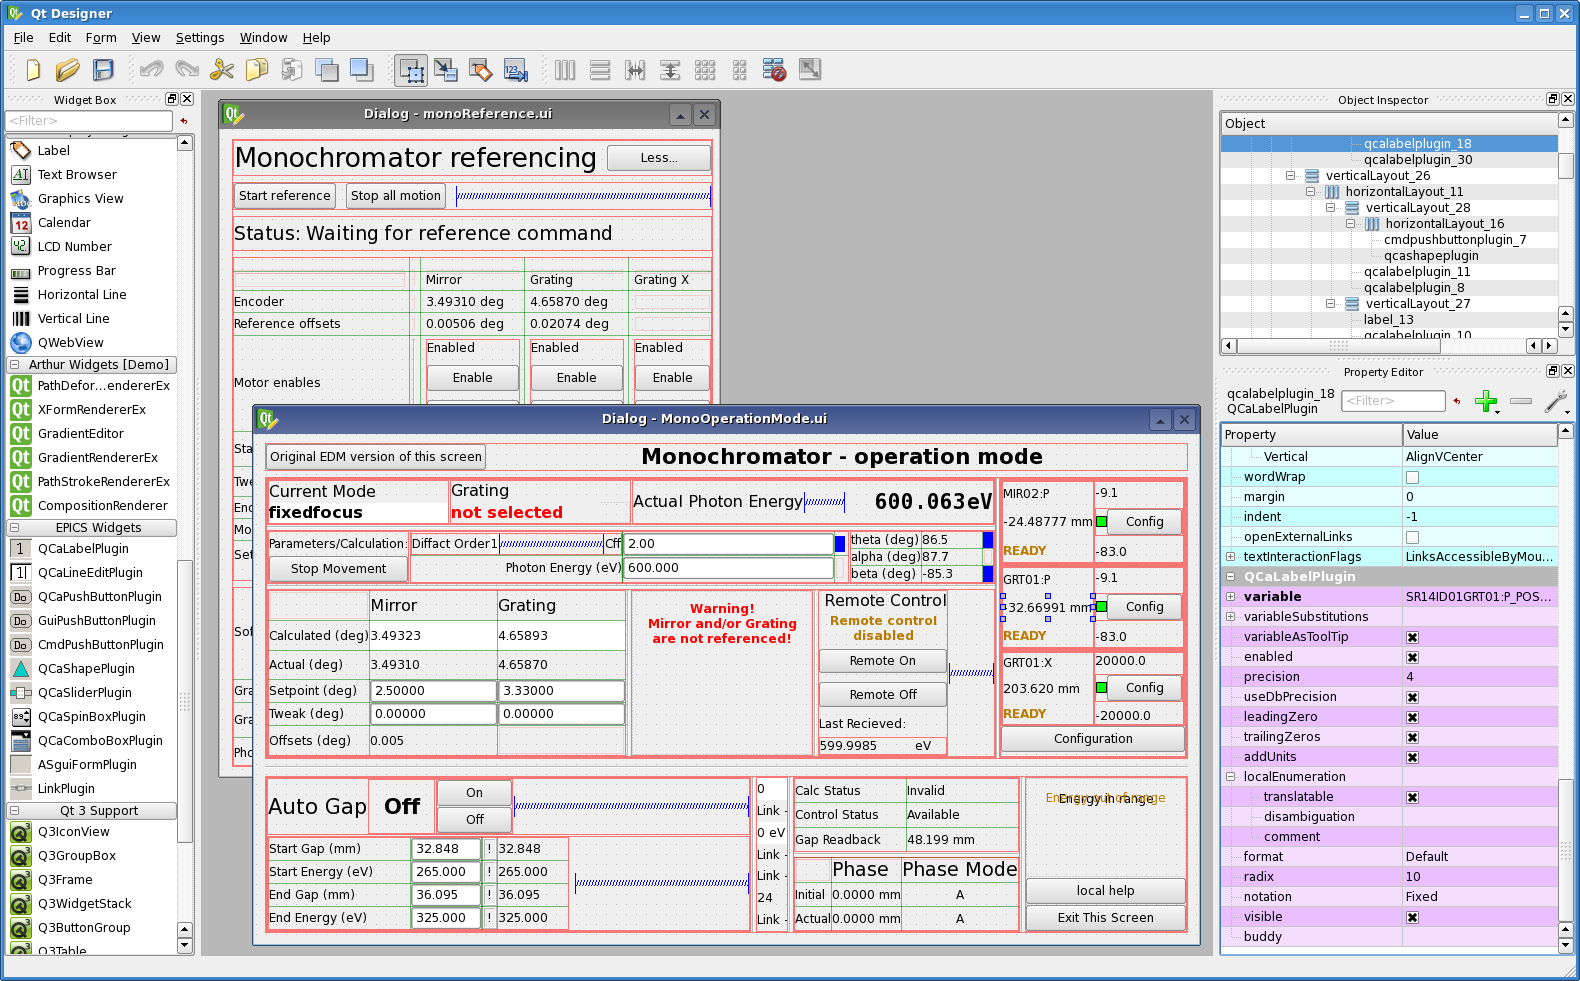 Qt Designer
File Edit Form View Settings Window Help
Widget Box
<Filter>
Label
Text Browser
Graphics View
Calendar
LCD Number
Progress Bar
Horizontal Line
Vertical Line
QWebView
Arthur Widgets [Demo]
PathDefor...endererEx
XFormRendererEx
GradientEditor
GradientRendererEx
PathStrokeRendererEx
CompositionRenderer
EPICS Widgets
QCaLabelPlugin
QCaLineEditPlugin
QCaPushButtonPlugin
GuiPushButtonPlugin
CmdPushButtonPlugin
QCaShapePlugin
QCaSliderPlugin
QCaSpinBoxPlugin
QCaComboBoxPlugin
ASguiFormPlugin
LinkPlugin
Qt 3 Support
Q3IconView
Q3GroupBox
Q3Frame
Q3WidgetStack
Q3ButtonGroup
Q3Table
Dialog - monoReference.ui
Monochromator referencing Less...
Start reference Stop all motion
Status: Waiting for reference command
Mirror Grating Grating X
Encoder 3.49310 deg 4.65870 deg
Reference offsets 0.00506 deg 0.02074 deg
Enabled Enabled Enabled
Motor enables Enable Enable Enable
Sta
Twe
Enc
Mo
Set
Sof
Gra
Gra
Pho
Dialog - MonoOperationMode.ui
Original EDM version of this screen Monochromator - operation mode
Current Mode
fixedfocus
Grating
not selected
Actual Photon Energy 600.063eV
Parameters/Calculation: Diffact Order1 Cff 2.00
Stop Movement Photon Energy (eV) 600.000
theta (deg) 86.5
alpha (deg) 87.7
beta (deg) -85.3
Mirror Grating
Calculated (deg) 3.49323 4.65893
Actual (deg) 3.49310 4.65870
Setpoint (deg) 2.50000 3.33000
Tweak (deg) 0.00000 0.00000
Offsets (deg) 0.005
Warning!
Mirror and/or Grating
are not referenced!
Remote Control
Remote control
disabled
Remote On
Remote Off
Last Recieved:
599.9985 eV
MIR02:P -9.1
-24.48777 mm Config
READY -83.0
GRT01:P -9.1
-32.66991 mm Config
READY -83.0
GRT01:X 20000.0
203.620 mm Config
READY -20000.0
Configuration
Auto Gap Off On
Off
Start Gap (mm) 32.848 ! 32.848
Start Energy (eV) 265.000 ! 265.000
End Gap (mm) 36.095 ! 36.095
End Energy (eV) 325.000 ! 325.000
0
Link -
0 eV
Link -
Link -
24
Link -
Calc Status Invalid
Control Status Available
Gap Readback 48.199 mm
Phase Phase Mode
Initial 0.0000 mm A
Actual 0.0000 mm A
Energy out of range
Energy in range
local help
Exit This Screen
Object Inspector
Object
qcalabelplugin_18
qcalabelplugin_30
verticalLayout_26
horizontalLayout_11
verticalLayout_28
horizontalLayout_16
cmdpushbuttonplugin_7
qcashapeplugin
qcalabelplugin_11
qcalabelplugin_8
verticalLayout_27
label_13
qcalabelplugin_10
Property Editor
qcalabelplugin_18
QCaLabelPlugin
<Filter>
Property Value
Vertical AlignVCenter
wordWrap
margin 0
indent -1
openExternalLinks
textInteractionFlags LinksAccessibleByMou...
QCaLabelPlugin
variable SR14ID01GRT01:P_POS...
variableSubstitutions
variableAsToolTip
enabled
precision 4
useDbPrecision
leadingZero
trailingZeros
addUnits
localEnumeration
translatable
disambiguation
comment
format Default
radix 10
notation Fixed
visible
buddy